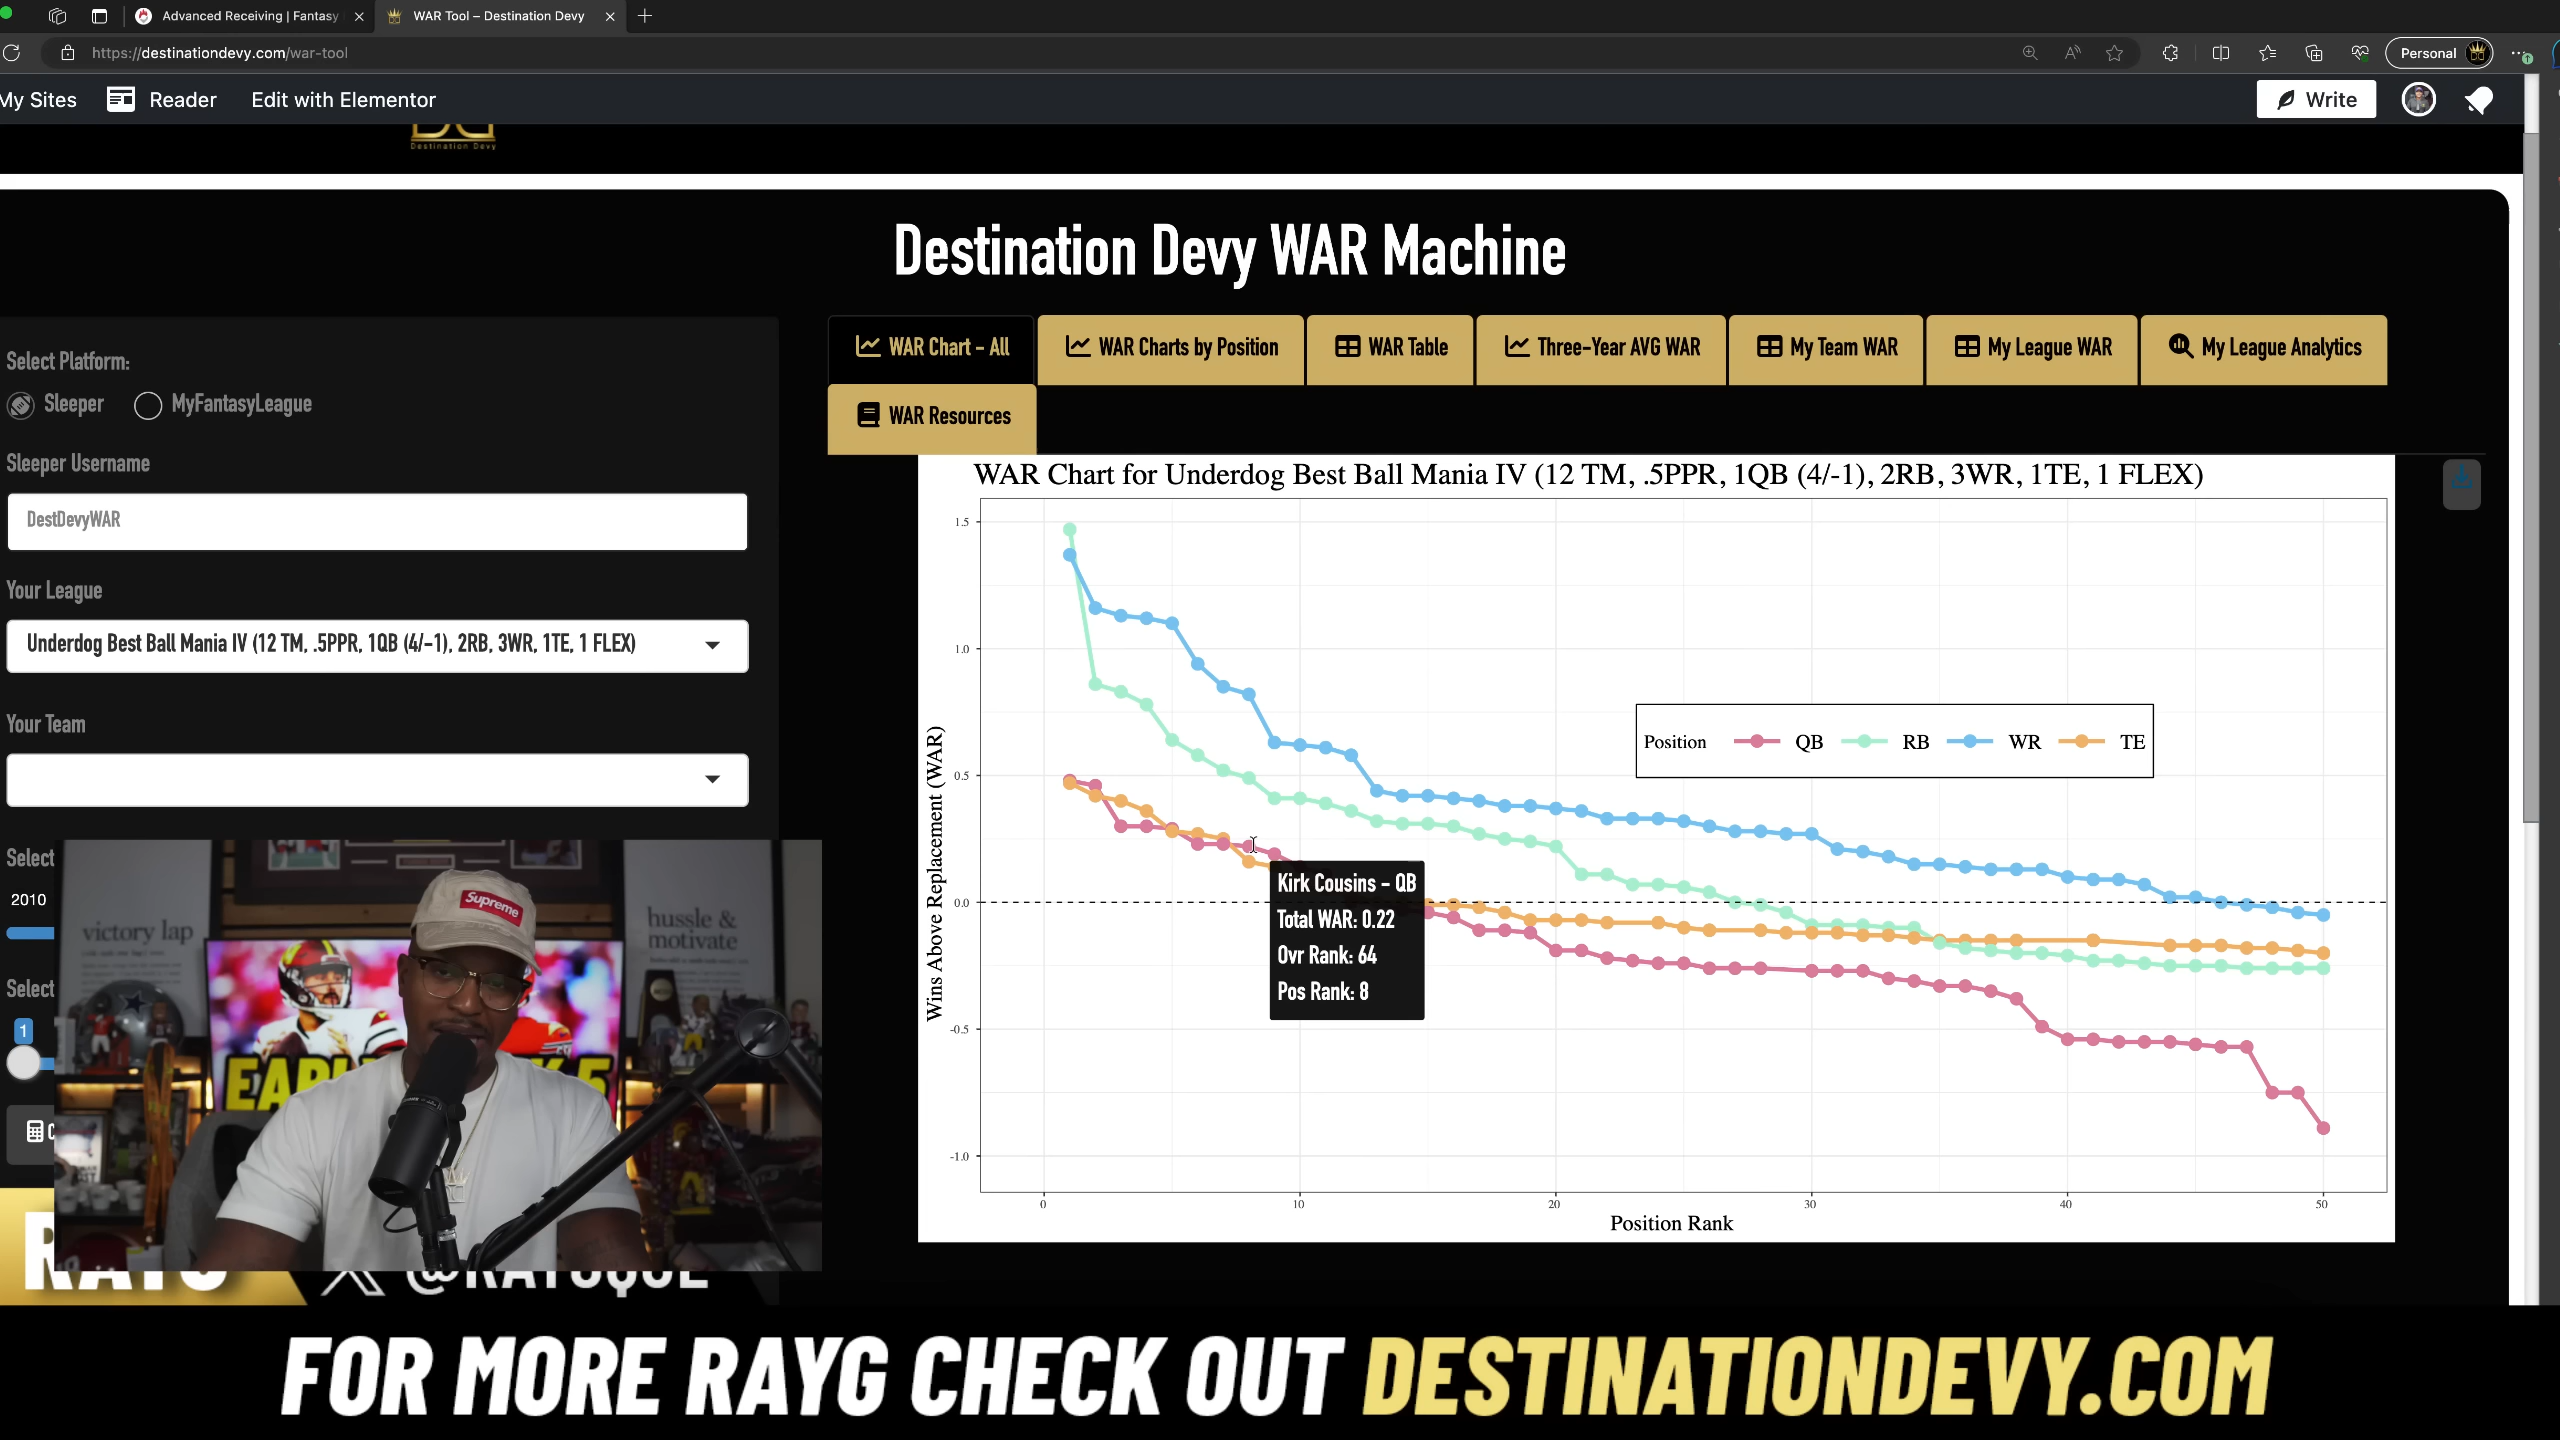 Advanced Receiving | Fantasy
WAR Tool – Destination Devy
https://destinationdevy.com/war-tool
Personal
My Sites
Reader
Edit with Elementor
Write
Destination Devy
Destination Devy WAR Machine
WAR Chart - All
WAR Charts by Position
WAR Table
Three-Year AVG WAR
My Team WAR
My League WAR
My League Analytics
WAR Resources
Select Platform:
Sleeper
MyFantasyLeague
Sleeper Username
DestDevyWAR
Your League
Underdog Best Ball Mania IV (12 TM, .5PPR, 1QB (4/-1), 2RB, 3WR, 1TE, 1 FLEX)
Your Team
Select
2010
Select
1
WAR Chart for Underdog Best Ball Mania IV (12 TM, .5PPR, 1QB (4/-1), 2RB, 3WR, 1TE, 1 FLEX)
Wins Above Replacement (WAR)
1.5
1.0
0.5
0.0
-0.5
-1.0
Position QB RB WR TE
Kirk Cousins - QB
Total WAR: 0.22
Ovr Rank: 64
Pos Rank: 8
0 10 20 30 40 50
Position Rank
victory lap
Supreme
hussle &
motivate
FOR MORE RAYG CHECK OUT DESTINATIONDEVY.COM